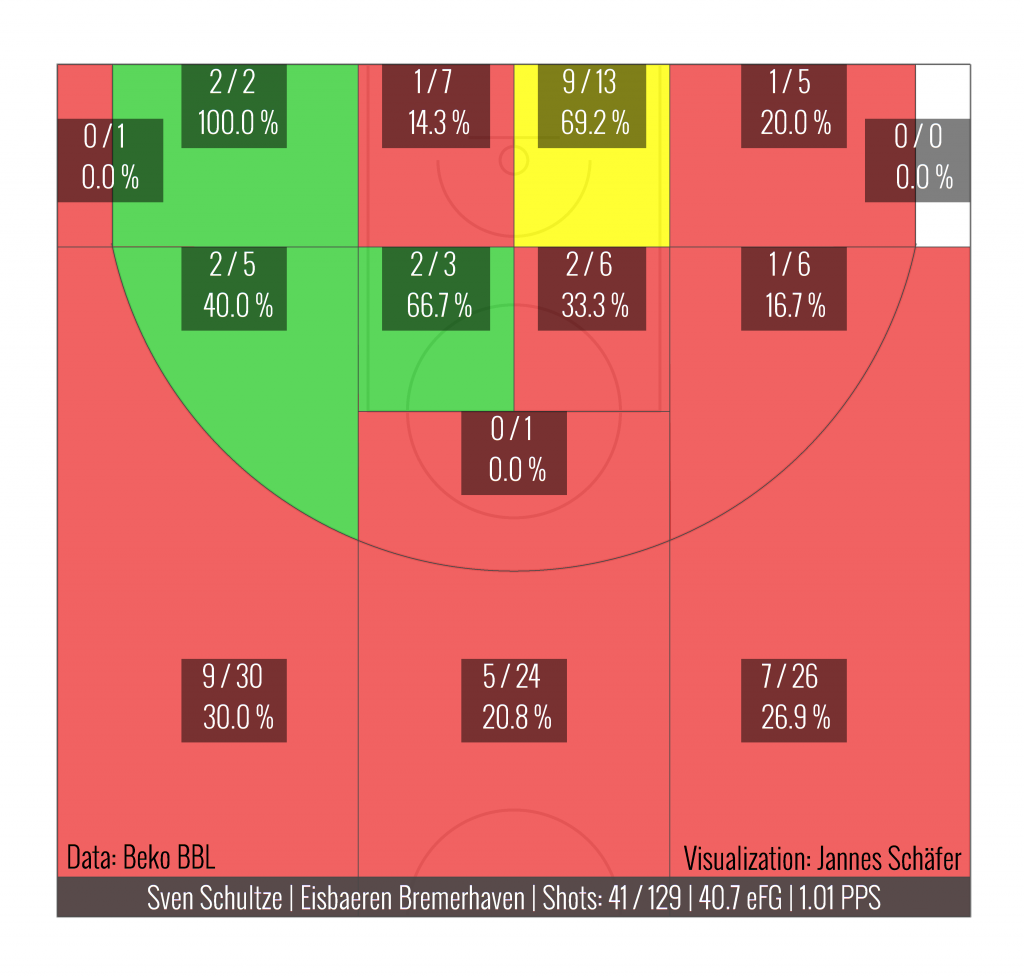 2 / 2
100.0 %
1 / 7
14.3 %
9 / 13
69.2 %
1 / 5
20.0 %
0 / 1
0.0 %
0 / 0
0.0 %
2 / 5
40.0 %
2 / 3
66.7 %
2 / 6
33.3 %
1 / 6
16.7 %
0 / 1
0.0 %
9 / 30
30.0 %
5 / 24
20.8 %
7 / 26
26.9 %
Data: Beko BBL
Visualization: Jannes Schäfer
Sven Schultze | Eisbaeren Bremerhaven | Shots: 41 / 129 | 40.7 eFG | 1.01 PPS